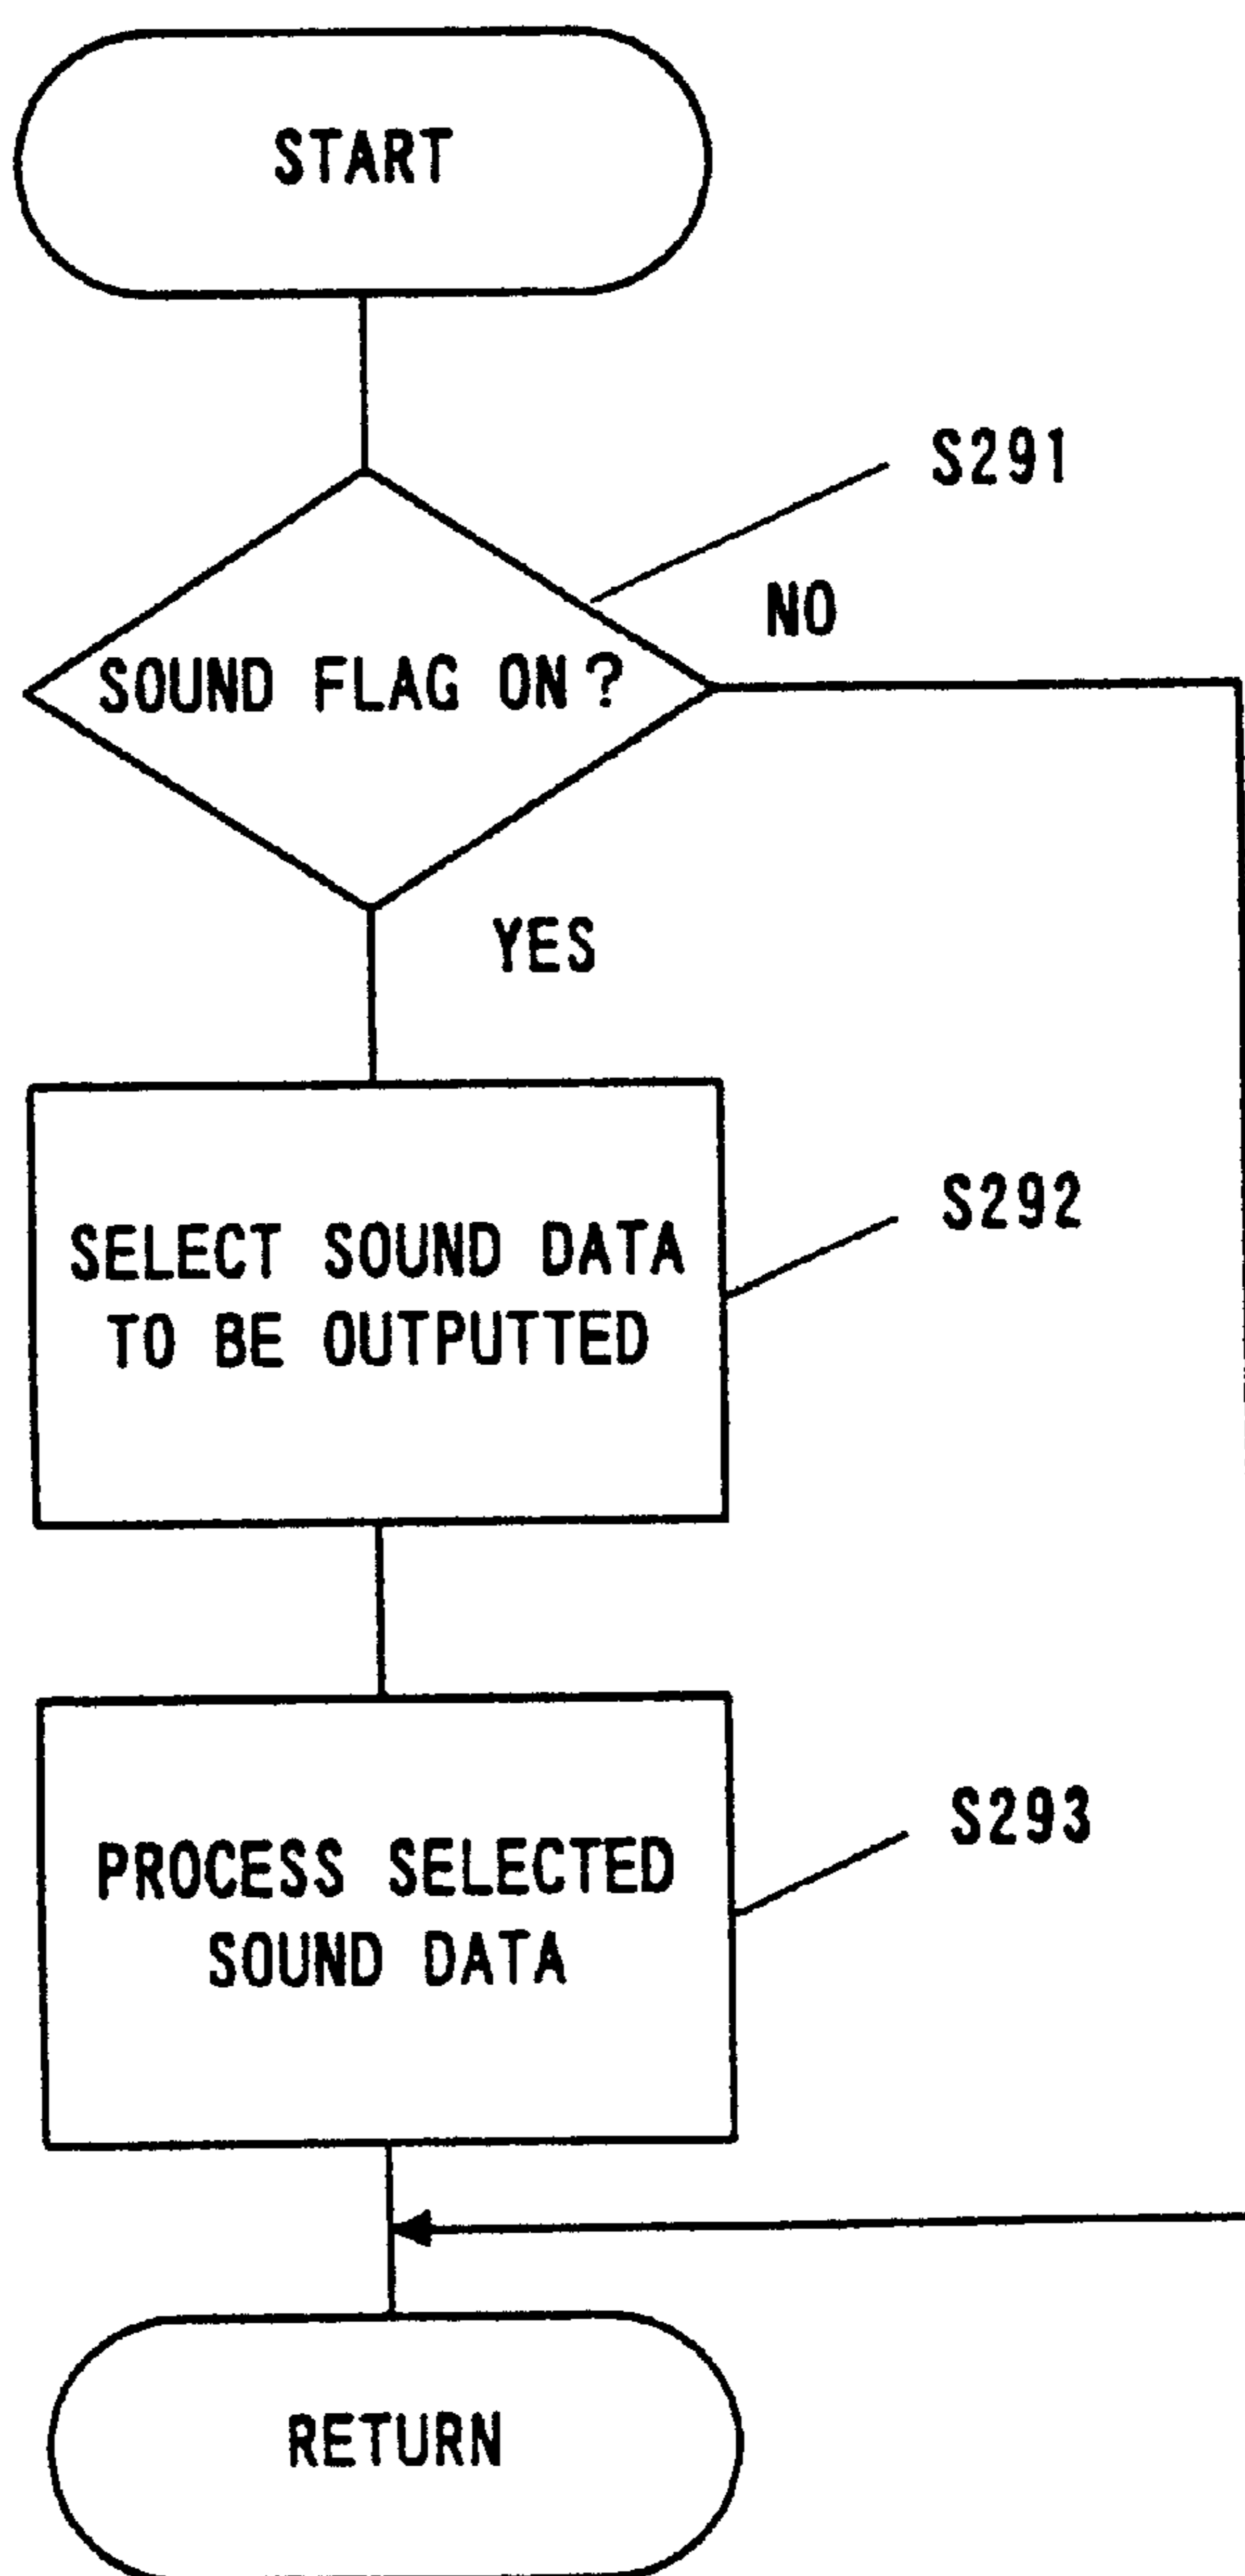 START
S291
NO
SOUND FLAG ON?
YES
S292
SELECT SOUND DATA
TO BE OUTPUTTED
S293
PROCESS SELECTED
SOUND DATA
RETURN